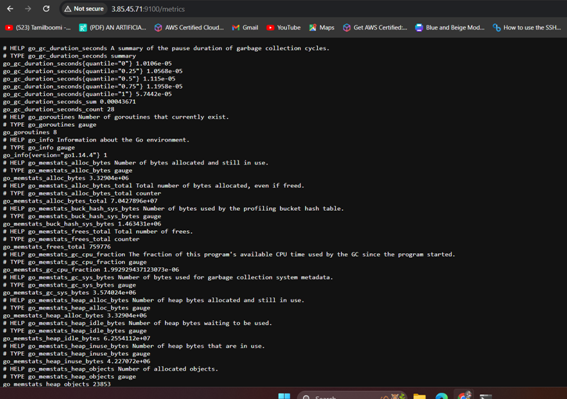 Not secure 3.85.45.71:9100/metrics
(523) Tamilboomi -... (PDF) AN ARTIFICIA... AWS Certified Cloud... Gmail YouTube Maps Get AWS Certified:... Blue and Beige Mod... How to use the SSH...
# HELP go_gc_duration_seconds A summary of the pause duration of garbage collection cycles.
# TYPE go_gc_duration_seconds summary
go_gc_duration_seconds{quantile="0"} 1.0106e-05
go_gc_duration_seconds{quantile="0.25"} 1.0568e-05
go_gc_duration_seconds{quantile="0.5"} 1.115e-05
go_gc_duration_seconds{quantile="0.75"} 1.1958e-05
go_gc_duration_seconds{quantile="1"} 5.7442e-05
go_gc_duration_seconds_sum 0.00043671
go_gc_duration_seconds_count 28
# HELP go_goroutines Number of goroutines that currently exist.
# TYPE go_goroutines gauge
go_goroutines 8
# HELP go_info Information about the Go environment.
# TYPE go_info gauge
go_info{version="go1.14.4"} 1
# HELP go_memstats_alloc_bytes Number of bytes allocated and still in use.
# TYPE go_memstats_alloc_bytes gauge
go_memstats_alloc_bytes 3.32904e+06
# HELP go_memstats_alloc_bytes_total Total number of bytes allocated, even if freed.
# TYPE go_memstats_alloc_bytes_total counter
go_memstats_alloc_bytes_total 7.0427896e+07
# HELP go_memstats_buck_hash_sys_bytes Number of bytes used by the profiling bucket hash table.
# TYPE go_memstats_buck_hash_sys_bytes gauge
go_memstats_buck_hash_sys_bytes 1.463431e+06
# HELP go_memstats_frees_total Total number of frees.
# TYPE go_memstats_frees_total counter
go_memstats_frees_total 759776
# HELP go_memstats_gc_cpu_fraction The fraction of this program's available CPU time used by the GC since the program started.
# TYPE go_memstats_gc_cpu_fraction gauge
go_memstats_gc_cpu_fraction 1.992929437123073e-06
# HELP go_memstats_gc_sys_bytes Number of bytes used for garbage collection system metadata.
# TYPE go_memstats_gc_sys_bytes gauge
go_memstats_gc_sys_bytes 3.574024e+06
# HELP go_memstats_heap_alloc_bytes Number of heap bytes allocated and still in use.
# TYPE go_memstats_heap_alloc_bytes gauge
go_memstats_heap_alloc_bytes 3.32904e+06
# HELP go_memstats_heap_idle_bytes Number of heap bytes waiting to be used.
# TYPE go_memstats_heap_idle_bytes gauge
go_memstats_heap_idle_bytes 6.2554112e+07
# HELP go_memstats_heap_inuse_bytes Number of heap bytes that are in use.
# TYPE go_memstats_heap_inuse_bytes gauge
go_memstats_heap_inuse_bytes 4.227072e+06
# HELP go_memstats_heap_objects Number of allocated objects.
# TYPE go_memstats_heap_objects gauge
go_memstats_heap_objects 23853
Search